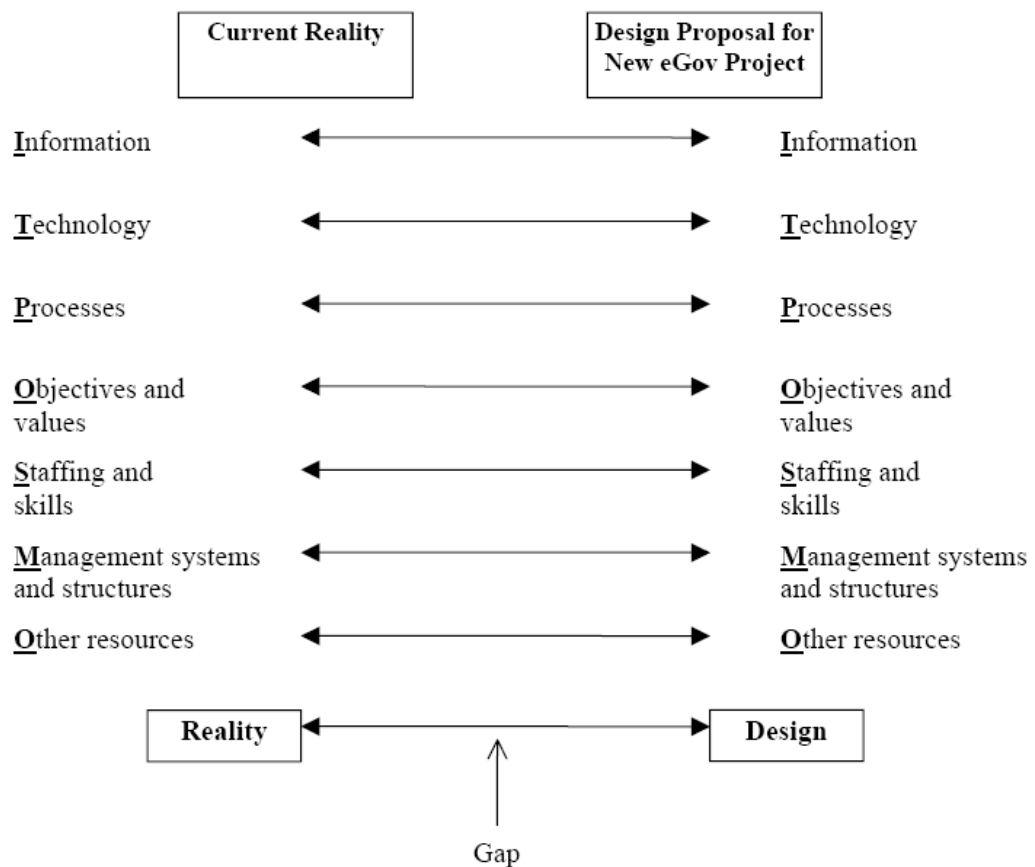 Current Reality
Design Proposal for
New eGov Project
Information
Information
Technology
Technology
Processes
Processes
Objectives and
values
Objectives and
values
Staffing and
skills
Staffing and
skills
Management systems
and structures
Management systems
and structures
Other resources
Other resources
Reality
Design
Gap